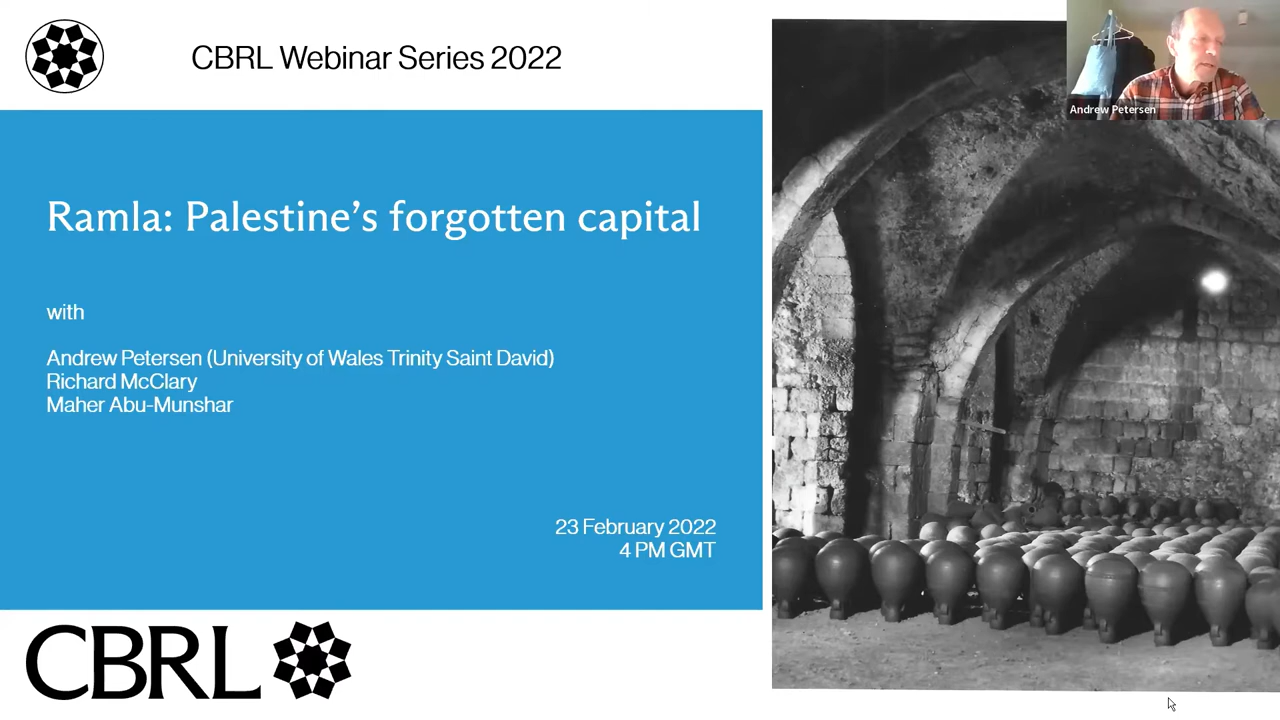 CBRL Webinar Series 2022
Andrew Petersen
Ramla: Palestine’s forgotten capital
with
Andrew Petersen (University of Wales Trinity Saint David)
Richard McClary
Maher Abu-Munshar
23 February 2022
4 PM GMT
CBRL